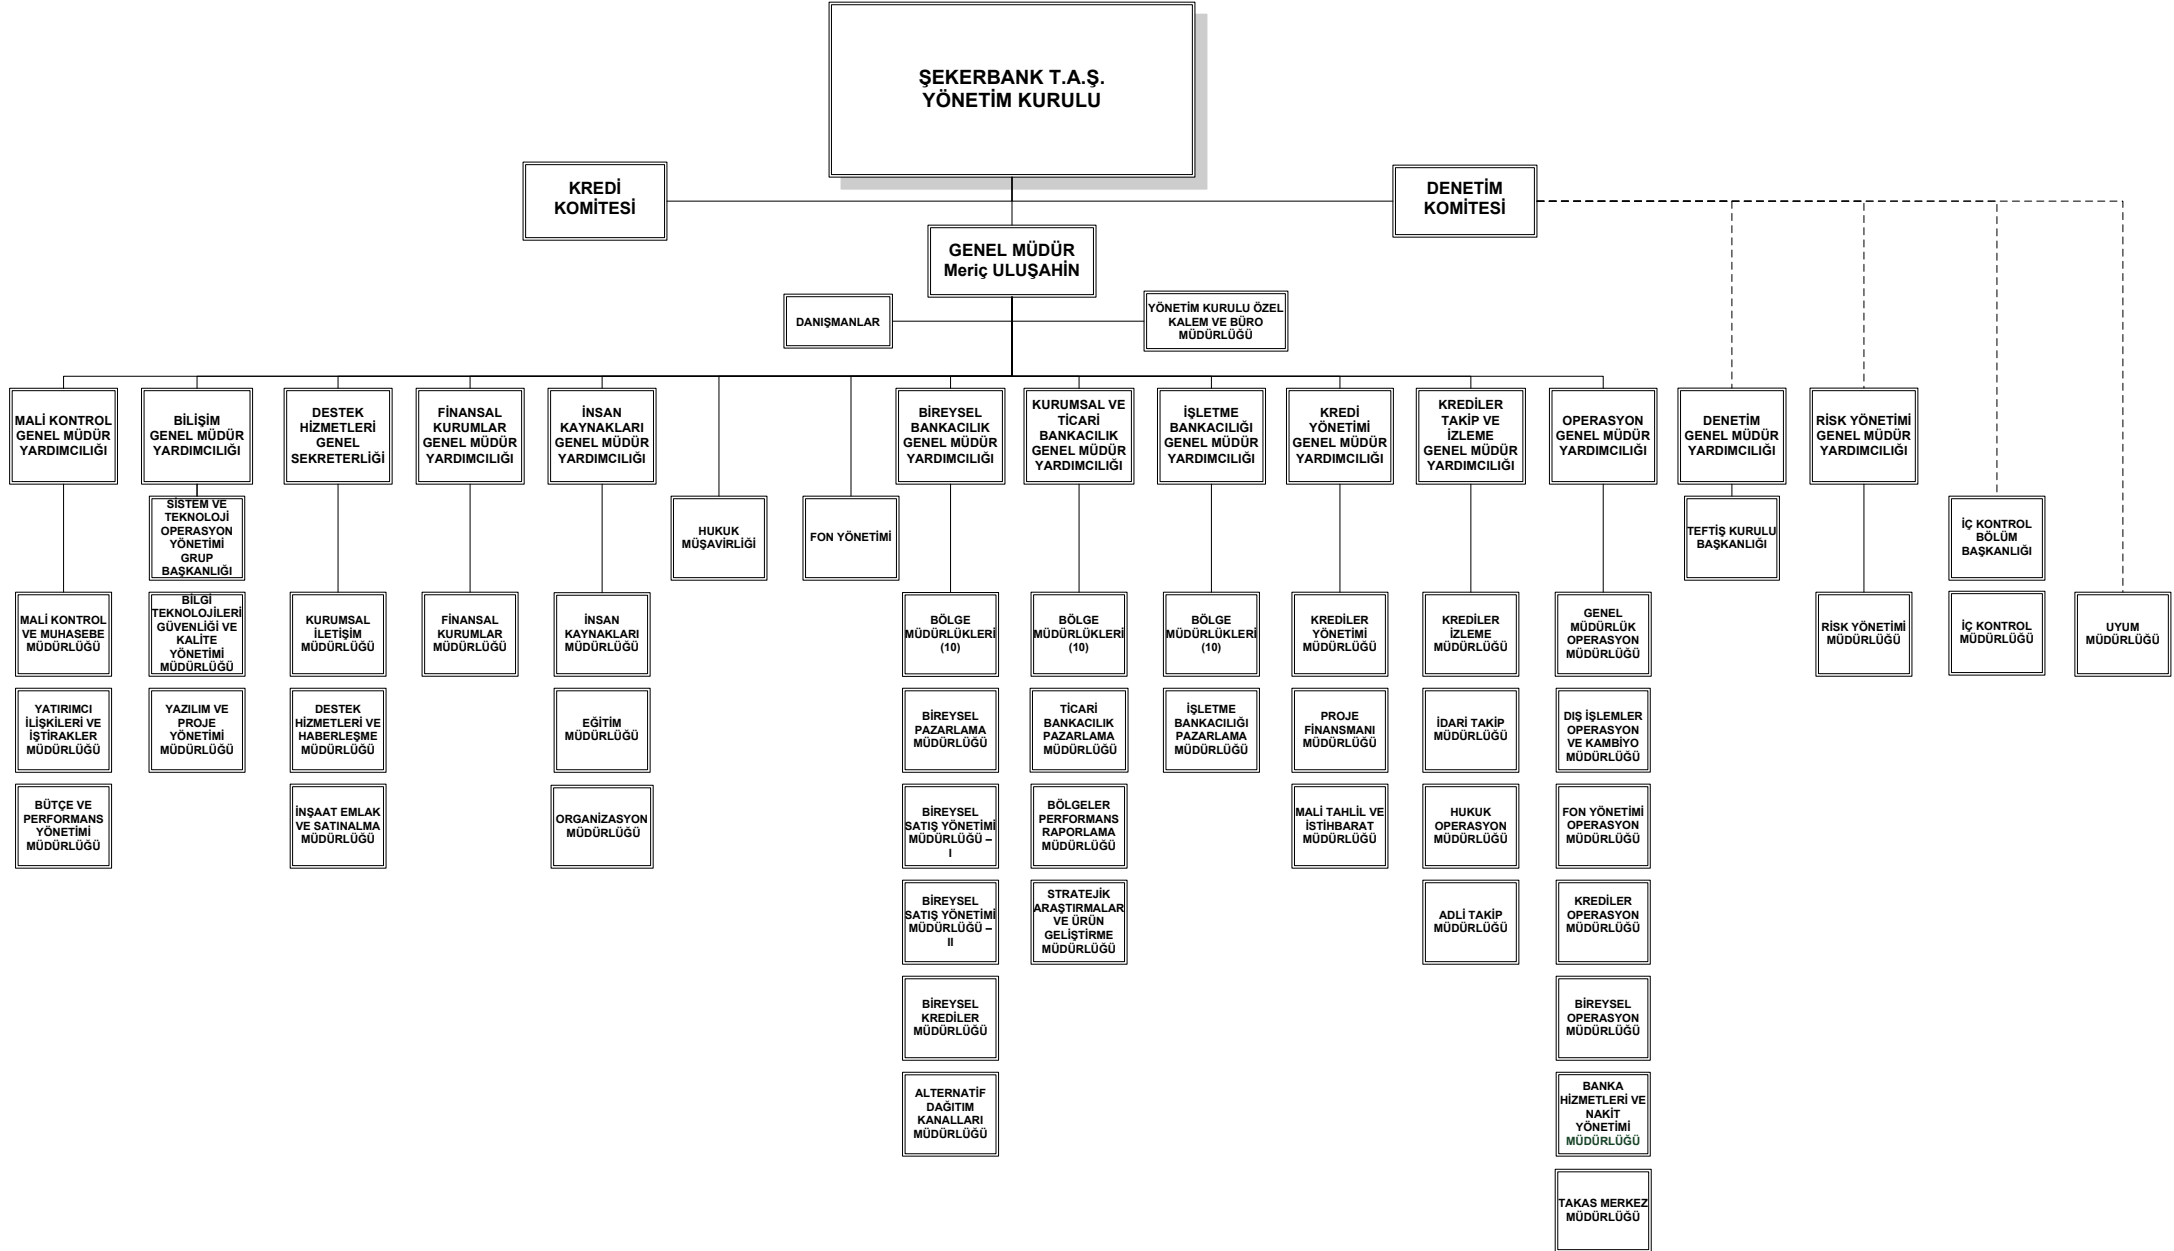 ŞEKERBANK T.A.Ş.
YÖNETİM KURULU
KREDİ
KOMİTESİ
DENETİM
KOMİTESİ
GENEL MÜDÜR
Meriç ULUŞAHİN
DANIŞMANLAR
YÖNETİM KURULU ÖZEL
KALEM VE BÜRO
MÜDÜRLÜĞÜ
MALİ KONTROL
GENEL MÜDÜR
YARDIMCILIĞI
BİLİŞİM
GENEL MÜDÜR
YARDIMCILIĞI
DESTEK
HİZMETLERİ
GENEL
SEKRETERLİĞİ
FİNANSAL
KURUMLAR
GENEL MÜDÜR
YARDIMCILIĞI
İNSAN
KAYNAKLARI
GENEL MÜDÜR
YARDIMCILIĞI
BİREYSEL
BANKACILIK
GENEL MÜDÜR
YARDIMCILIĞI
KURUMSAL VE
TİCARİ
BANKACILIK
GENEL MÜDÜR
YARDIMCILIĞI
İŞLETME
BANKACILIĞI
GENEL MÜDÜR
YARDIMCILIĞI
KREDİ
YÖNETİMİ
GENEL MÜDÜR
YARDIMCILIĞI
KREDİLER
TAKİP VE
İZLEME
GENEL MÜDÜR
YARDIMCILIĞI
OPERASYON
GENEL MÜDÜR
YARDIMCILIĞI
DENETİM
GENEL MÜDÜR
YARDIMCILIĞI
RİSK YÖNETİMİ
GENEL MÜDÜR
YARDIMCILIĞI
SİSTEM VE
TEKNOLOJİ
OPERASYON
YÖNETİMİ
GRUP
BAŞKANLIĞI
HUKUK
MÜŞAVİRLİĞİ
FON YÖNETİMİ
TEFTİŞ KURULU
BAŞKANLIĞI
İÇ KONTROL
BÖLÜM
BAŞKANLIĞI
MALİ KONTROL
VE MUHASEBE
MÜDÜRLÜĞÜ
BİLGİ
TEKNOLOJİLERİ
GÜVENLİĞİ VE
KALİTE
YÖNETİMİ
MÜDÜRLÜĞÜ
KURUMSAL
İLETİŞİM
MÜDÜRLÜĞÜ
FİNANSAL
KURUMLAR
MÜDÜRLÜĞÜ
İNSAN
KAYNAKLARI
MÜDÜRLÜĞÜ
BÖLGE
MÜDÜRLÜKLERİ
(10)
BÖLGE
MÜDÜRLÜKLERİ
(10)
BÖLGE
MÜDÜRLÜKLERİ
(10)
KREDİLER
YÖNETİMİ
MÜDÜRLÜĞÜ
KREDİLER
İZLEME
MÜDÜRLÜĞÜ
GENEL
MÜDÜRLÜK
OPERASYON
MÜDÜRLÜĞÜ
RİSK YÖNETİMİ
MÜDÜRLÜĞÜ
İÇ KONTROL
MÜDÜRLÜĞÜ
UYUM
MÜDÜRLÜĞÜ
YATIRIMCI
İLİŞKİLERİ VE
İŞTİRAKLER
MÜDÜRLÜĞÜ
YAZILIM VE
PROJE
YÖNETİMİ
MÜDÜRLÜĞÜ
DESTEK
HİZMETLERİ VE
HABERLEŞME
MÜDÜRLÜĞÜ
EĞİTİM
MÜDÜRLÜĞÜ
BİREYSEL
PAZARLAMA
MÜDÜRLÜĞÜ
TİCARİ
BANKACILIK
PAZARLAMA
MÜDÜRLÜĞÜ
İŞLETME
BANKACILIĞI
PAZARLAMA
MÜDÜRLÜĞÜ
PROJE
FİNANSMANI
MÜDÜRLÜĞÜ
İDARİ TAKİP
MÜDÜRLÜĞÜ
DIŞ İŞLEMLER
OPERASYON
VE KAMBİYO
MÜDÜRLÜĞÜ
BÜTÇE VE
PERFORMANS
YÖNETİMİ
MÜDÜRLÜĞÜ
İNŞAAT EMLAK
VE SATINALMA
MÜDÜRLÜĞÜ
ORGANİZASYON
MÜDÜRLÜĞÜ
BİREYSEL
SATIŞ YÖNETİMİ
MÜDÜRLÜĞÜ –
I
BÖLGELER
PERFORMANS
RAPORLAMA
MÜDÜRLÜĞÜ
MALİ TAHLİL VE
İSTİHBARAT
MÜDÜRLÜĞÜ
HUKUK
OPERASYON
MÜDÜRLÜĞÜ
FON YÖNETİMİ
OPERASYON
MÜDÜRLÜĞÜ
BİREYSEL
SATIŞ YÖNETİMİ
MÜDÜRLÜĞÜ –
II
STRATEJİK
ARAŞTIRMALAR
VE ÜRÜN
GELİŞTİRME
MÜDÜRLÜĞÜ
ADLİ TAKİP
MÜDÜRLÜĞÜ
KREDİLER
OPERASYON
MÜDÜRLÜĞÜ
BİREYSEL
KREDİLER
MÜDÜRLÜĞÜ
BİREYSEL
OPERASYON
MÜDÜRLÜĞÜ
ALTERNATİF
DAĞITIM
KANALLARI
MÜDÜRLÜĞÜ
BANKA
HİZMETLERİ VE
NAKİT
YÖNETİMİ
MÜDÜRLÜĞÜ
TAKAS MERKEZ
MÜDÜRLÜĞÜ